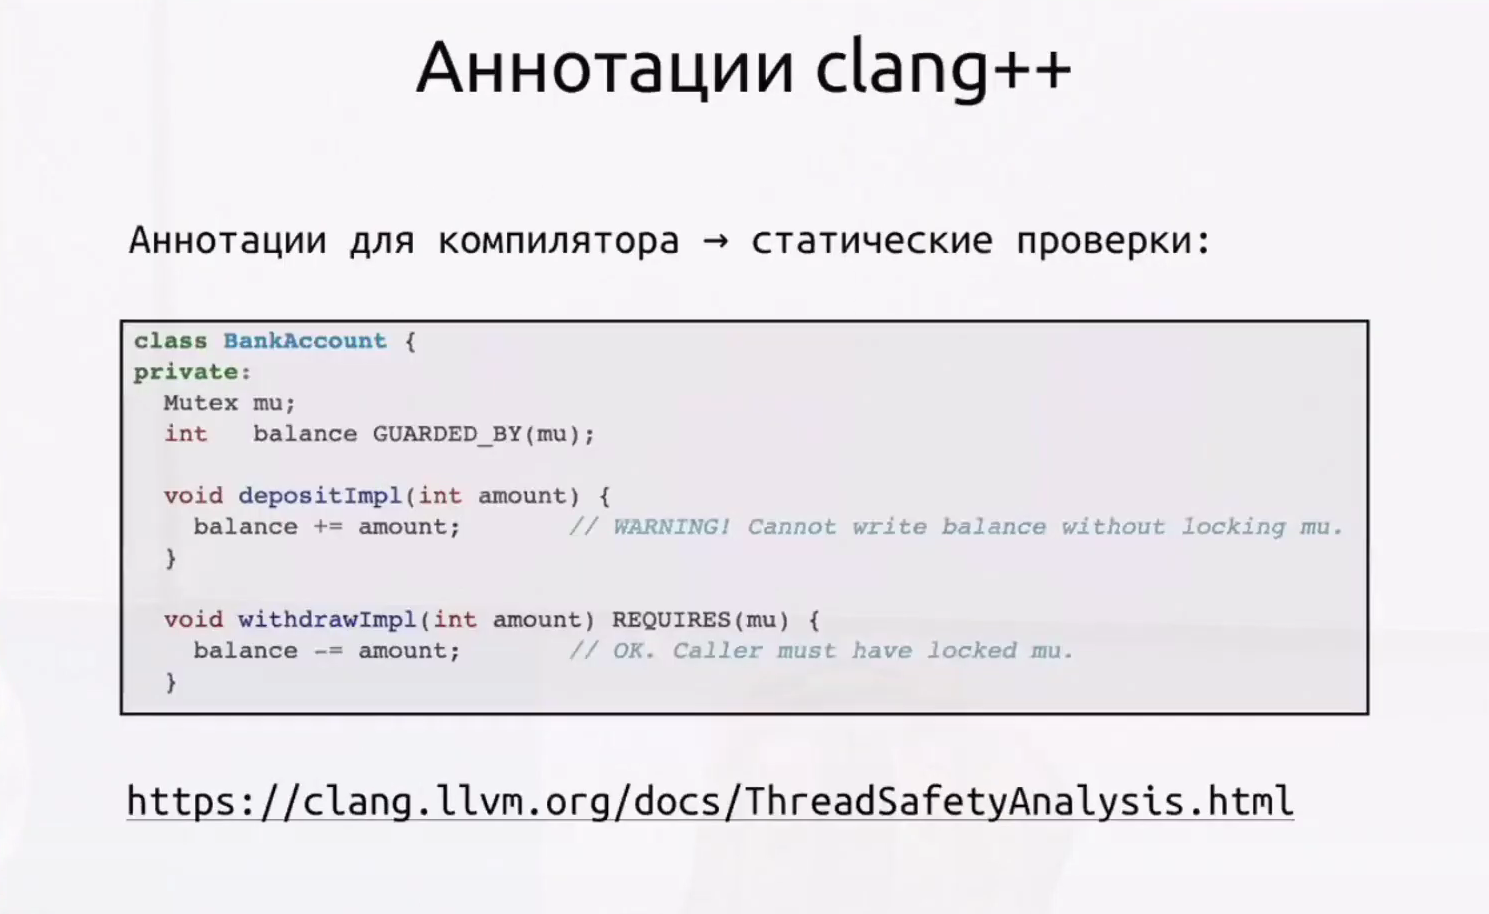 Аннотации clang++
Аннотации для компилятора → статические проверки:
class BankAccount {
private:
  Mutex mu;
  int   balance GUARDED_BY(mu);
  void depositImpl(int amount) {
    balance += amount;       // WARNING! Cannot write balance without locking mu.
  }
  void withdrawImpl(int amount) REQUIRES(mu) {
    balance -= amount;       // OK. Caller must have locked mu.
  }
https://clang.llvm.org/docs/ThreadSafetyAnalysis.html